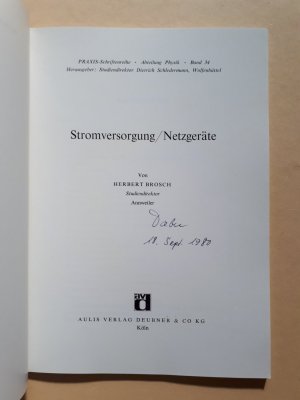 PRAXIS-Schriftenreihe · Abteilung Physik · Band 34
Herausgeber: Studiendirektor Dietrich Schledermann, Wolfenbüttel
Stromversorgung/Netzgeräte
Von
HERBERT BROSCH
Studiendirektor
Annweiler
18. Sept. 1980
AULIS VERLAG DEUBNER & CO KG
Köln